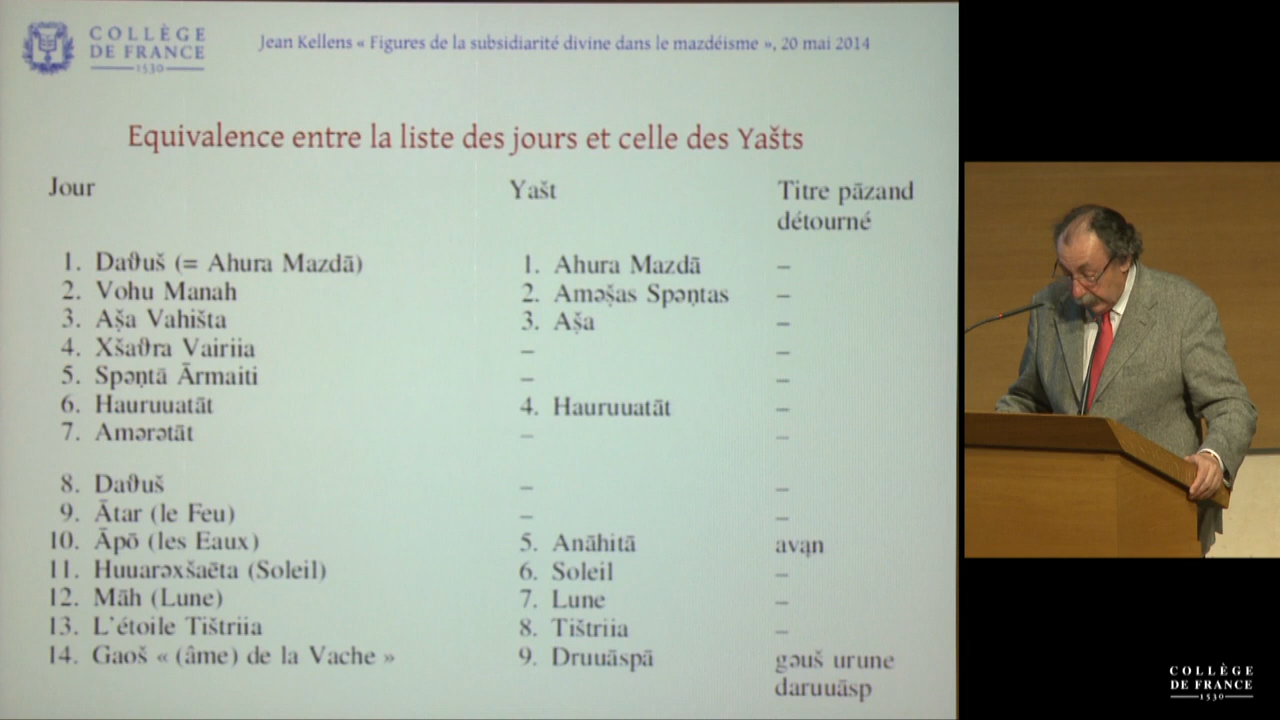 COLLÈGE
DE FRANCE
1530
Jean Kellens « Figures de la subsidiarité divine dans le mazdéisme », 20 mai 2014
Equivalence entre la liste des jours et celle des Yašts
Jour Yašt Titre pāzand
détourné
1. Daϑuš (= Ahura Mazdā) 1. Ahura Mazdā –
2. Vohu Manah 2. Aməṣ̌as Spəṇtas –
3. Aṣ̌a Vahišta 3. Aṣ̌a –
4. Xšaϑra Vairiia – –
5. Spəṇtā Ārmaiti – –
6. Hauruuatāt 4. Hauruuatāt –
7. Amərətāt – –
8. Daϑuš – –
9. Ātar (le Feu) – –
10. Āpō (les Eaux) 5. Anāhitā avąn
11. Huuarəxšaēta (Soleil) 6. Soleil –
12. Māh (Lune) 7. Lune –
13. L'étoile Tištriia 8. Tištriia –
14. Gaoš « (âme) de la Vache » 9. Druuāspā gəuš urune
daruuāsp
COLLÈGE
DE FRANCE
1530